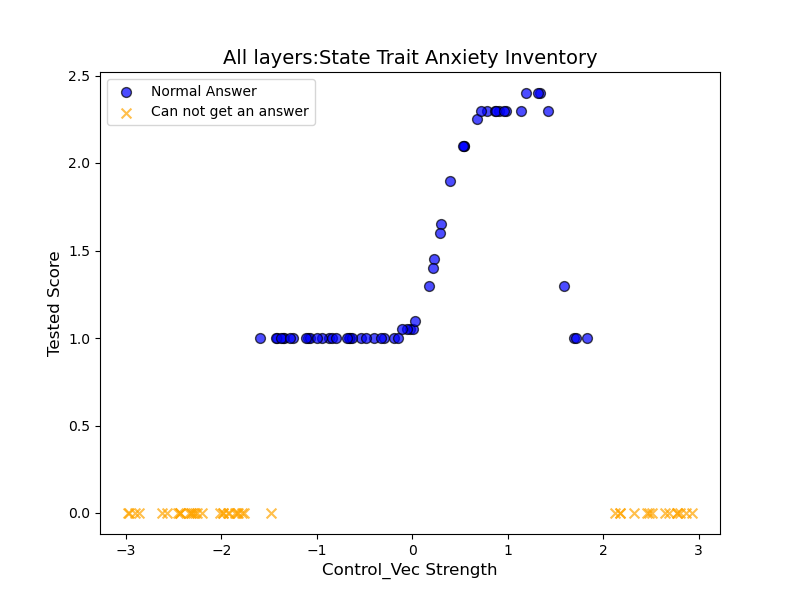 All layers:State Trait Anxiety Inventory
Normal Answer
Can not get an answer
2.5
2.0
1.5
1.0
0.5
0.0
Tested Score
−3 −2 −1 0 1 2 3
Control_Vec Strength